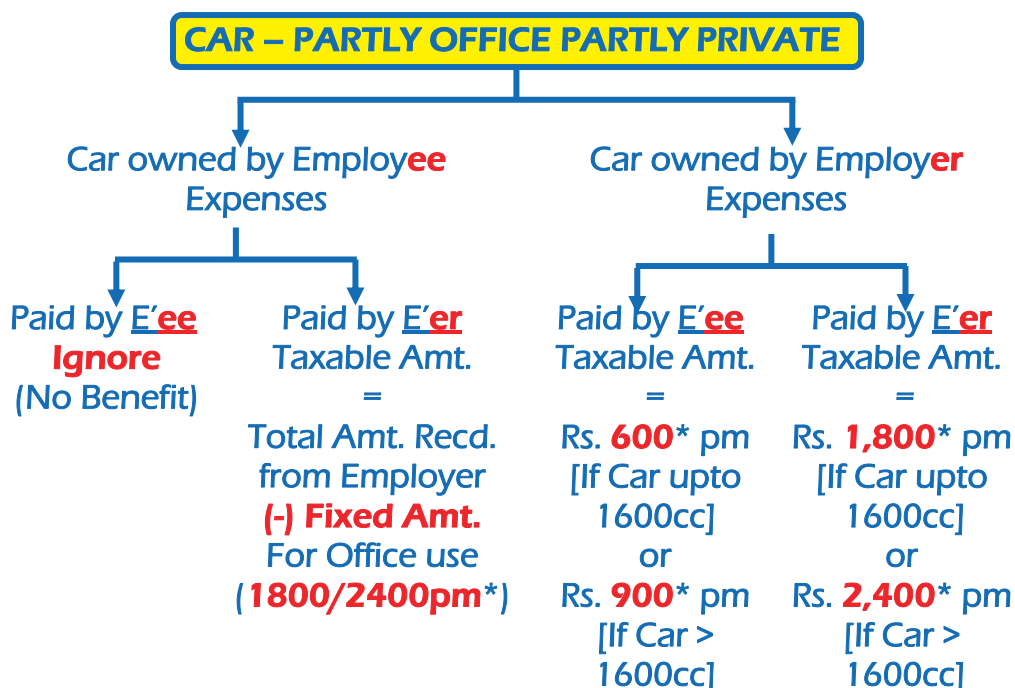 CAR – PARTLY OFFICE PARTLY PRIVATE
Car owned by Employee
Expenses
Paid by E'ee
Ignore
(No Benefit)
Paid by E'er
Taxable Amt.
=
Total Amt. Recd.
from Employer
(-) Fixed Amt.
For Office use
(1800/2400pm*)
Car owned by Employer
Expenses
Paid by E'ee
Taxable Amt.
=
Rs. 600* pm
[If Car upto
1600cc]
or
Rs. 900* pm
[If Car >
1600cc]
Paid by E'er
Taxable Amt.
=
Rs. 1,800* pm
[If Car upto
1600cc]
or
Rs. 2,400* pm
[If Car >
1600cc]